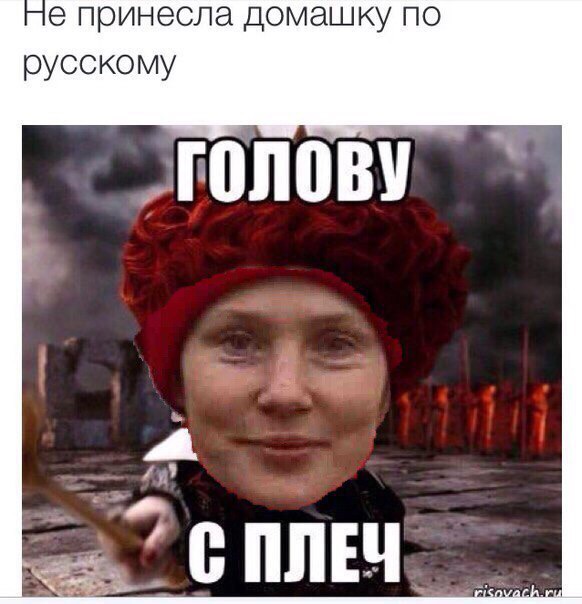 Не принесла домашку по
русскому
ГОЛОВУ
С ПЛЕЧ
risovach.ru